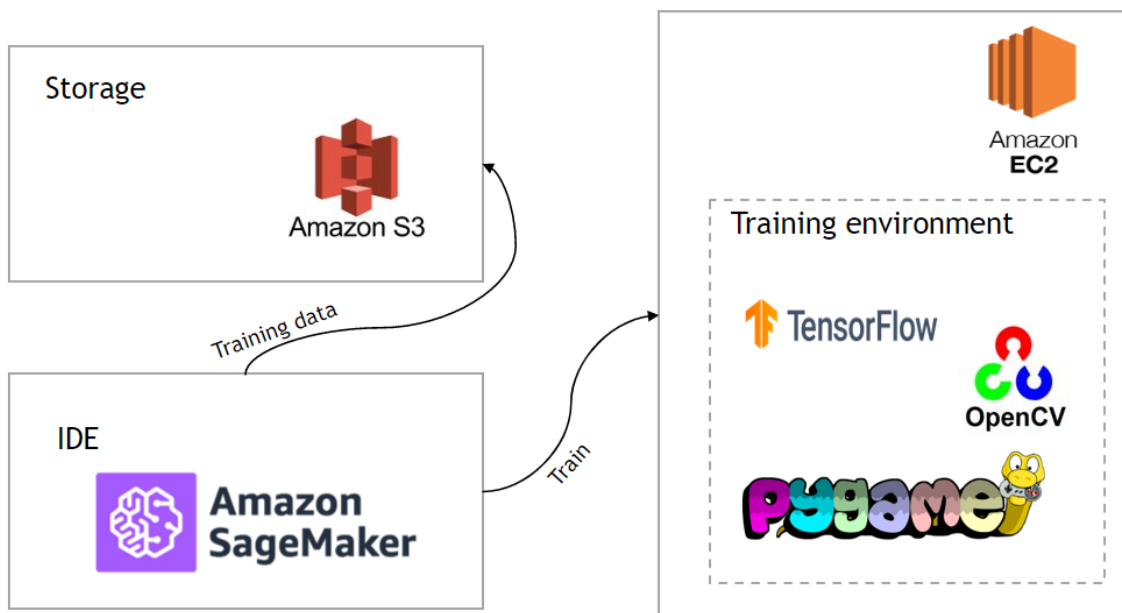 Storage
Amazon S3
Training data
IDE
Amazon
SageMaker
Train
Amazon
EC2
Training environment
TensorFlow
OpenCV
pygame